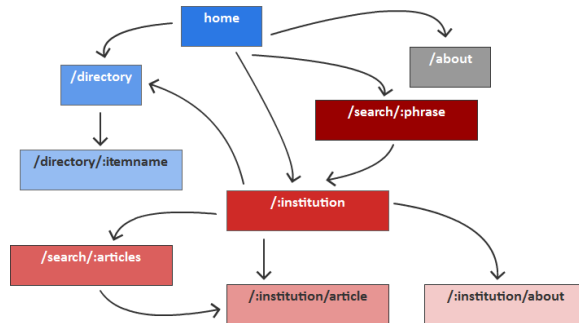 home
/about
/directory
/search/:phrase
/directory/:itemname
/:institution
/search/:articles
/:institution/article
/:institution/about